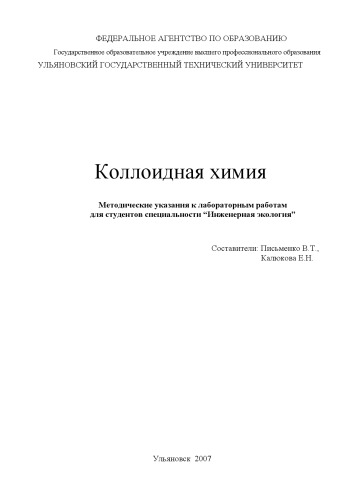 ФЕДЕРАЛЬНОЕ АГЕНТСТВО ПО ОБРАЗОВАНИЮ
Государственное образовательное учреждение высшего профессионального образования
УЛЬЯНОВСКИЙ ГОСУДАРСТВЕННЫЙ ТЕХНИЧЕСКИЙ УНИВЕРСИТЕТ
Коллоидная химия
Методические указания к лабораторным работам
для студентов специальности “Инженерная экология”
Составители: Письменко В.Т.,
Калюкова Е.Н.
Ульяновск 2007